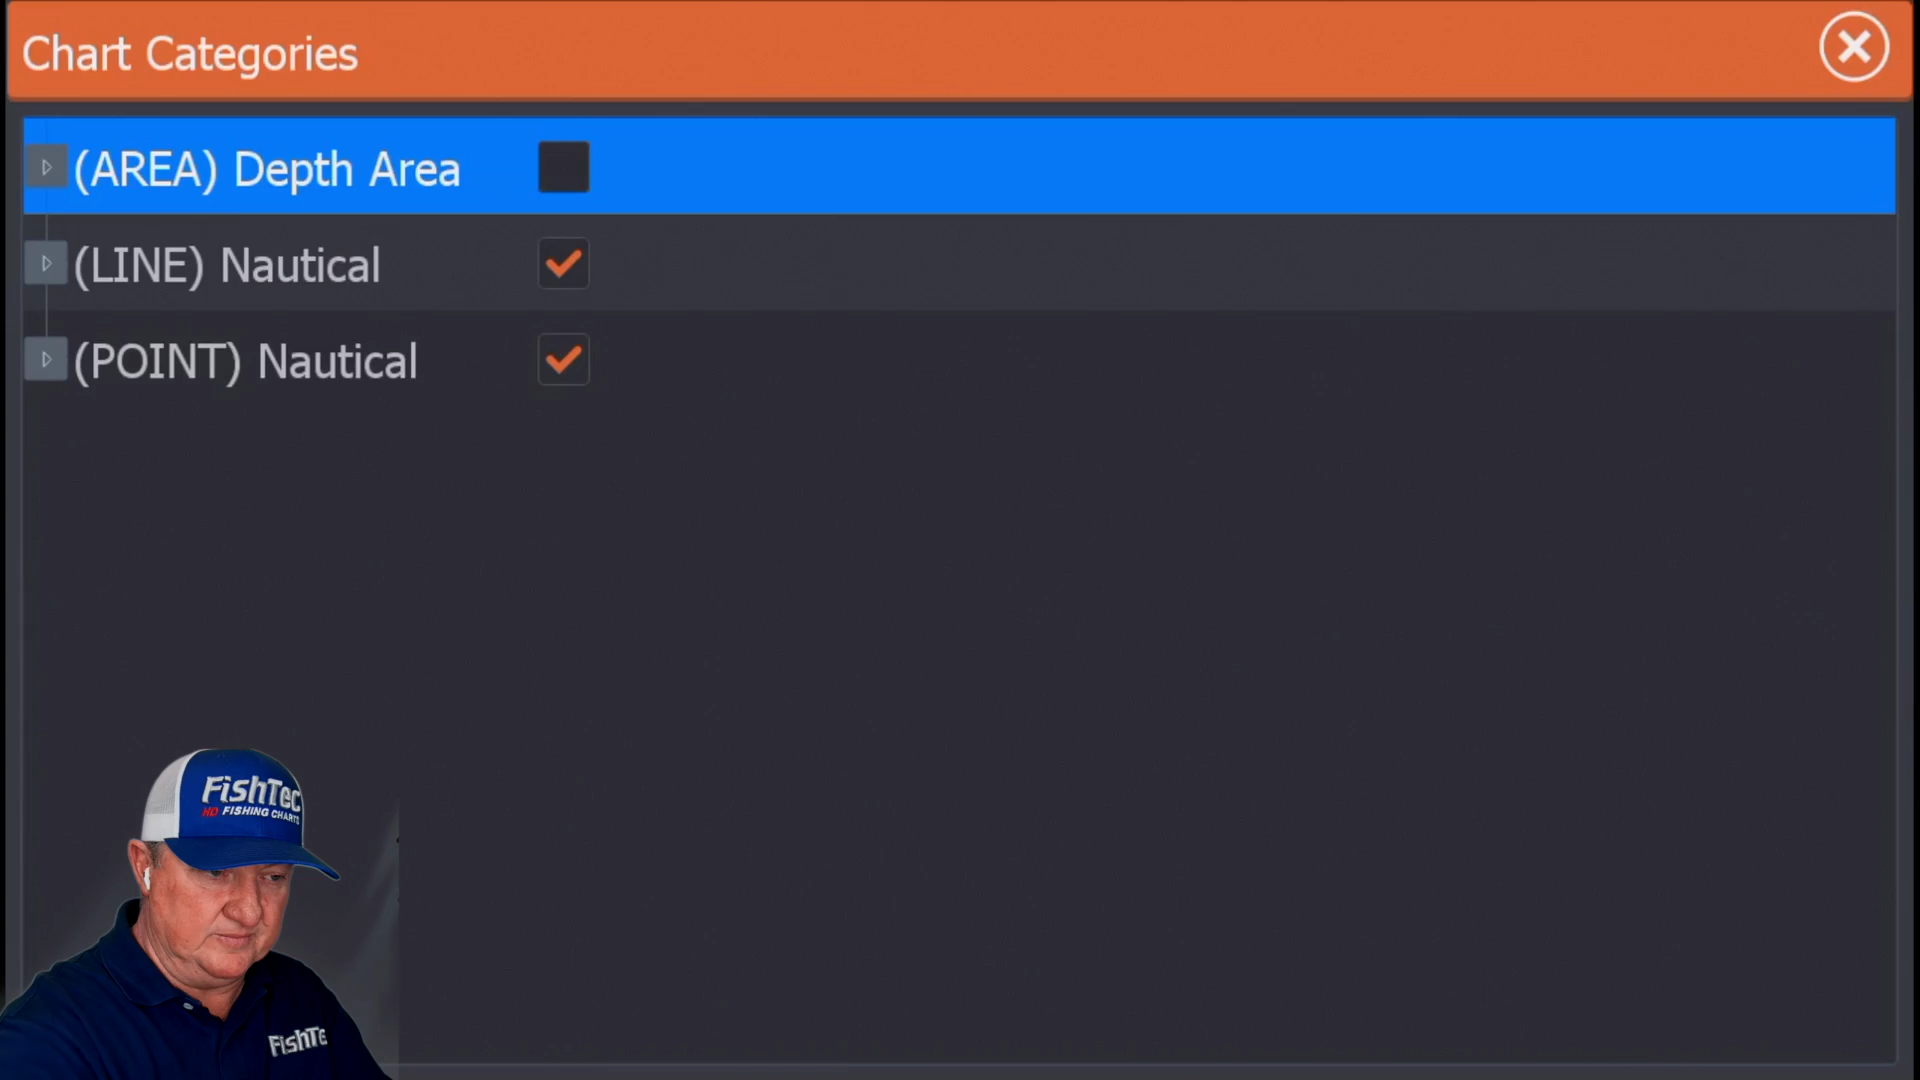 Chart Categories
(AREA) Depth Area
(LINE) Nautical
(POINT) Nautical
FishTec
HD FISHING CHARTS
FishTe